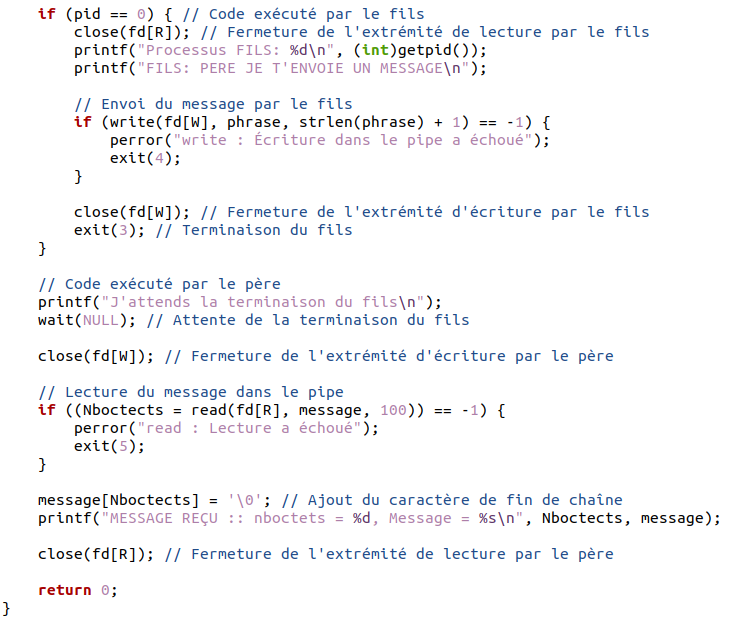 if (pid == 0) { // Code exécuté par le fils
close(fd[R]); // Fermeture de l'extrémité de lecture par le fils
printf("Processus FILS: %d\n", (int)getpid());
printf("FILS: PERE JE T'ENVOIE UN MESSAGE\n");
// Envoi du message par le fils
if (write(fd[W], phrase, strlen(phrase) + 1) == -1) {
perror("write : Écriture dans le pipe a échoué");
exit(4);
}
close(fd[W]); // Fermeture de l'extrémité d'écriture par le fils
exit(3); // Terminaison du fils
}
// Code exécuté par le père
printf("J'attends la terminaison du fils\n");
wait(NULL); // Attente de la terminaison du fils
close(fd[W]); // Fermeture de l'extrémité d'écriture par le père
// Lecture du message dans le pipe
if ((Nboctects = read(fd[R], message, 100)) == -1) {
perror("read : Lecture a échoué");
exit(5);
}
message[Nboctects] = '\0'; // Ajout du caractère de fin de chaîne
printf("MESSAGE REÇU :: nboctets = %d, Message = %s\n", Nboctects, message);
close(fd[R]); // Fermeture de l'extrémité de lecture par le père
return 0;
}